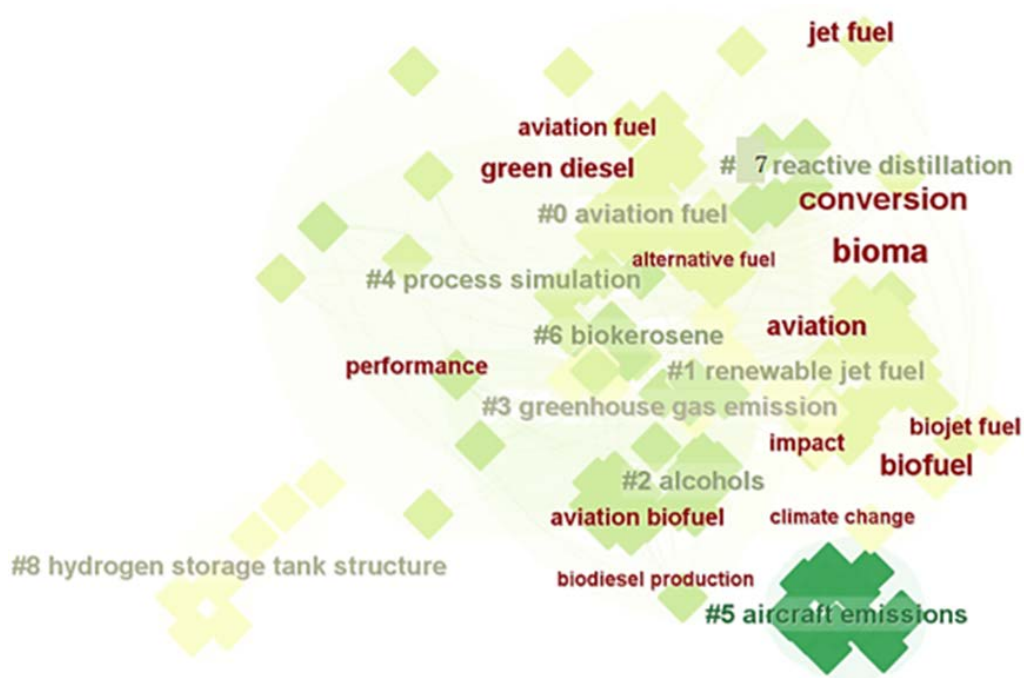 jet fuel
aviation fuel
green diesel
#7 reactive distillation
conversion
#0 aviation fuel
bioma
alternative fuel
#4 process simulation
aviation
#6 biokerosene
performance
#1 renewable jet fuel
#3 greenhouse gas emission
biojet fuel
impact
biofuel
#2 alcohols
aviation biofuel
climate change
#8 hydrogen storage tank structure
biodiesel production
#5 aircraft emissions